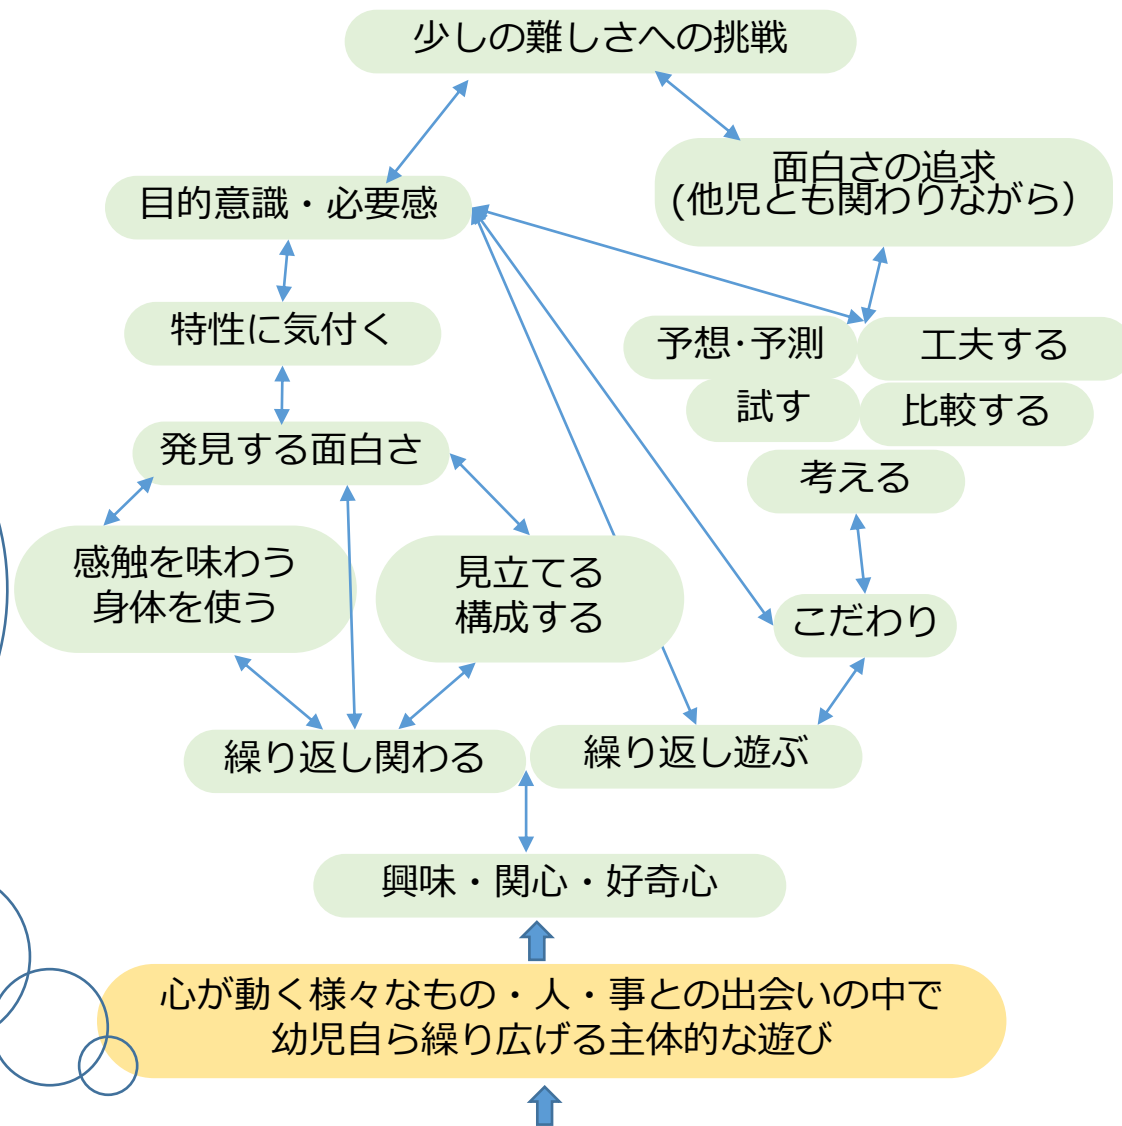 少しの難しさへの挑戦
面白さの追求
(他児とも関わりながら）
目的意識・必要感
特性に気付く
予想･予測
工夫する
試す
比較する
発見する面白さ
考える
感触を味わう
身体を使う
見立てる
構成する
こだわり
繰り返し関わる
繰り返し遊ぶ
興味・関心・好奇心
心が動く様々なもの・人・事との出会いの中で
幼児自ら繰り広げる主体的な遊び